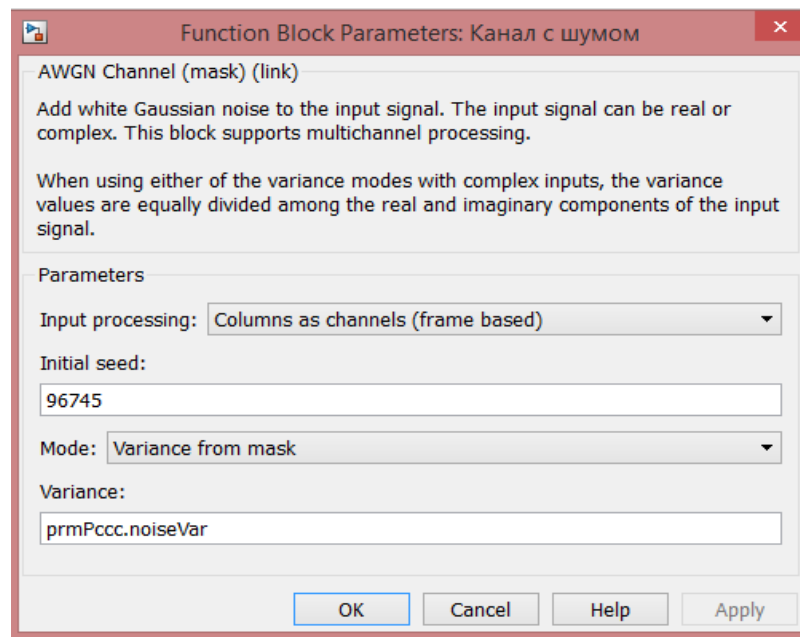 Function Block Parameters: Канал с шумом
AWGN Channel (mask) (link)
Add white Gaussian noise to the input signal. The input signal can be real or
complex. This block supports multichannel processing.
When using either of the variance modes with complex inputs, the variance
values are equally divided among the real and imaginary components of the input
signal.
Parameters
Input processing: Columns as channels (frame based)
Initial seed:
96745
Mode: Variance from mask
Variance:
prmPccc.noiseVar
OK Cancel Help Apply